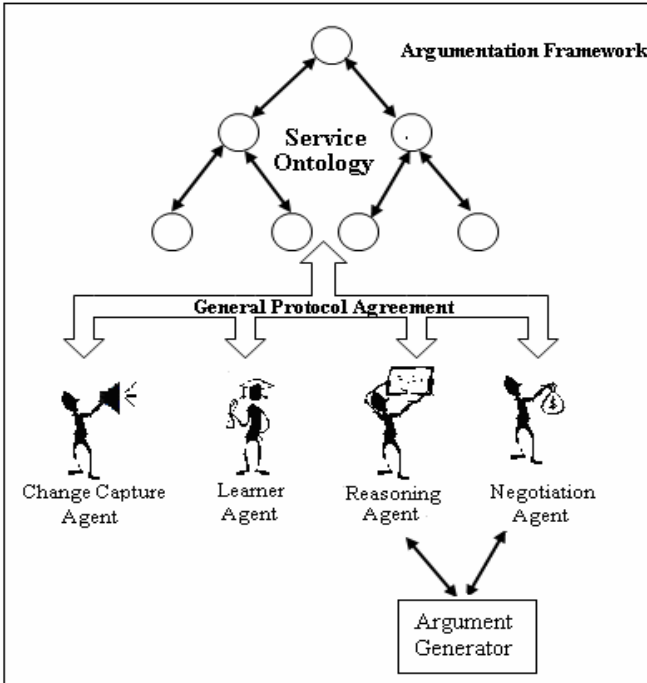 Argumentation Framework
Service
Ontology
General Protocol Agreement
Change Capture
Agent
Learner
Agent
Reasoning
Agent
Negotiation
Agent
Argument
Generator